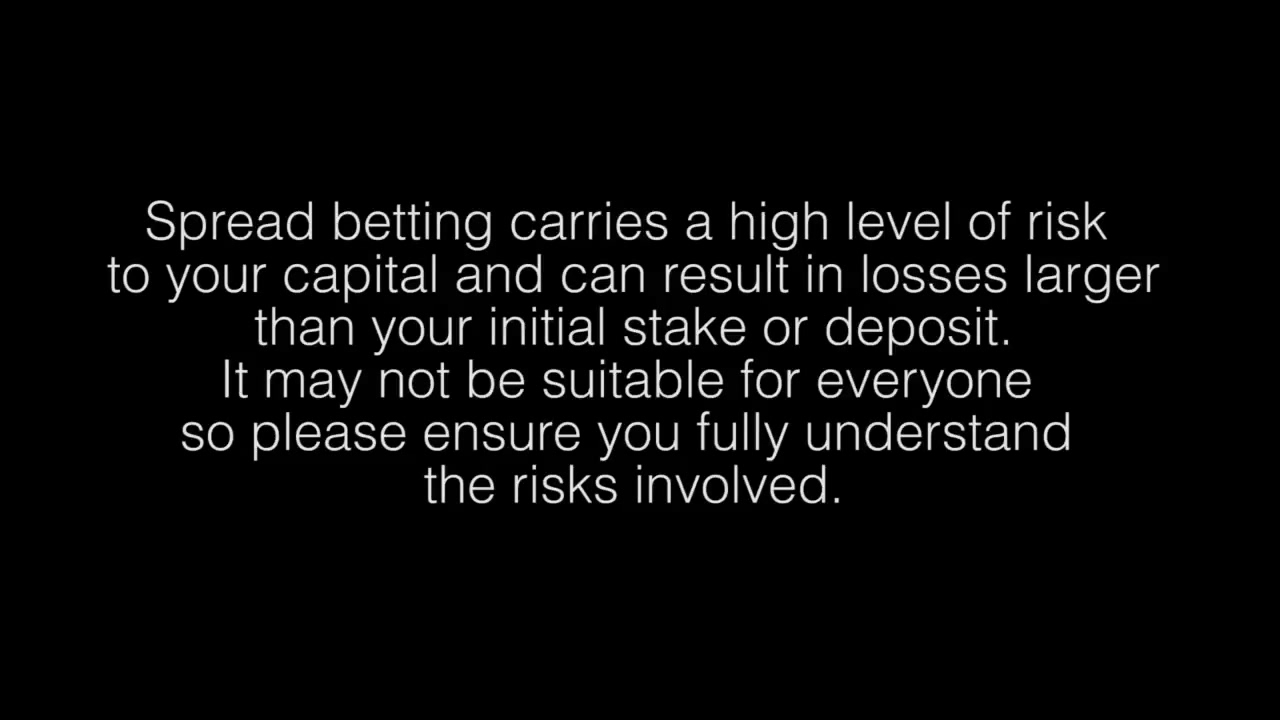 Spread betting carries a high level of risk
to your capital and can result in losses larger
than your initial stake or deposit.
It may not be suitable for everyone
so please ensure you fully understand
the risks involved.